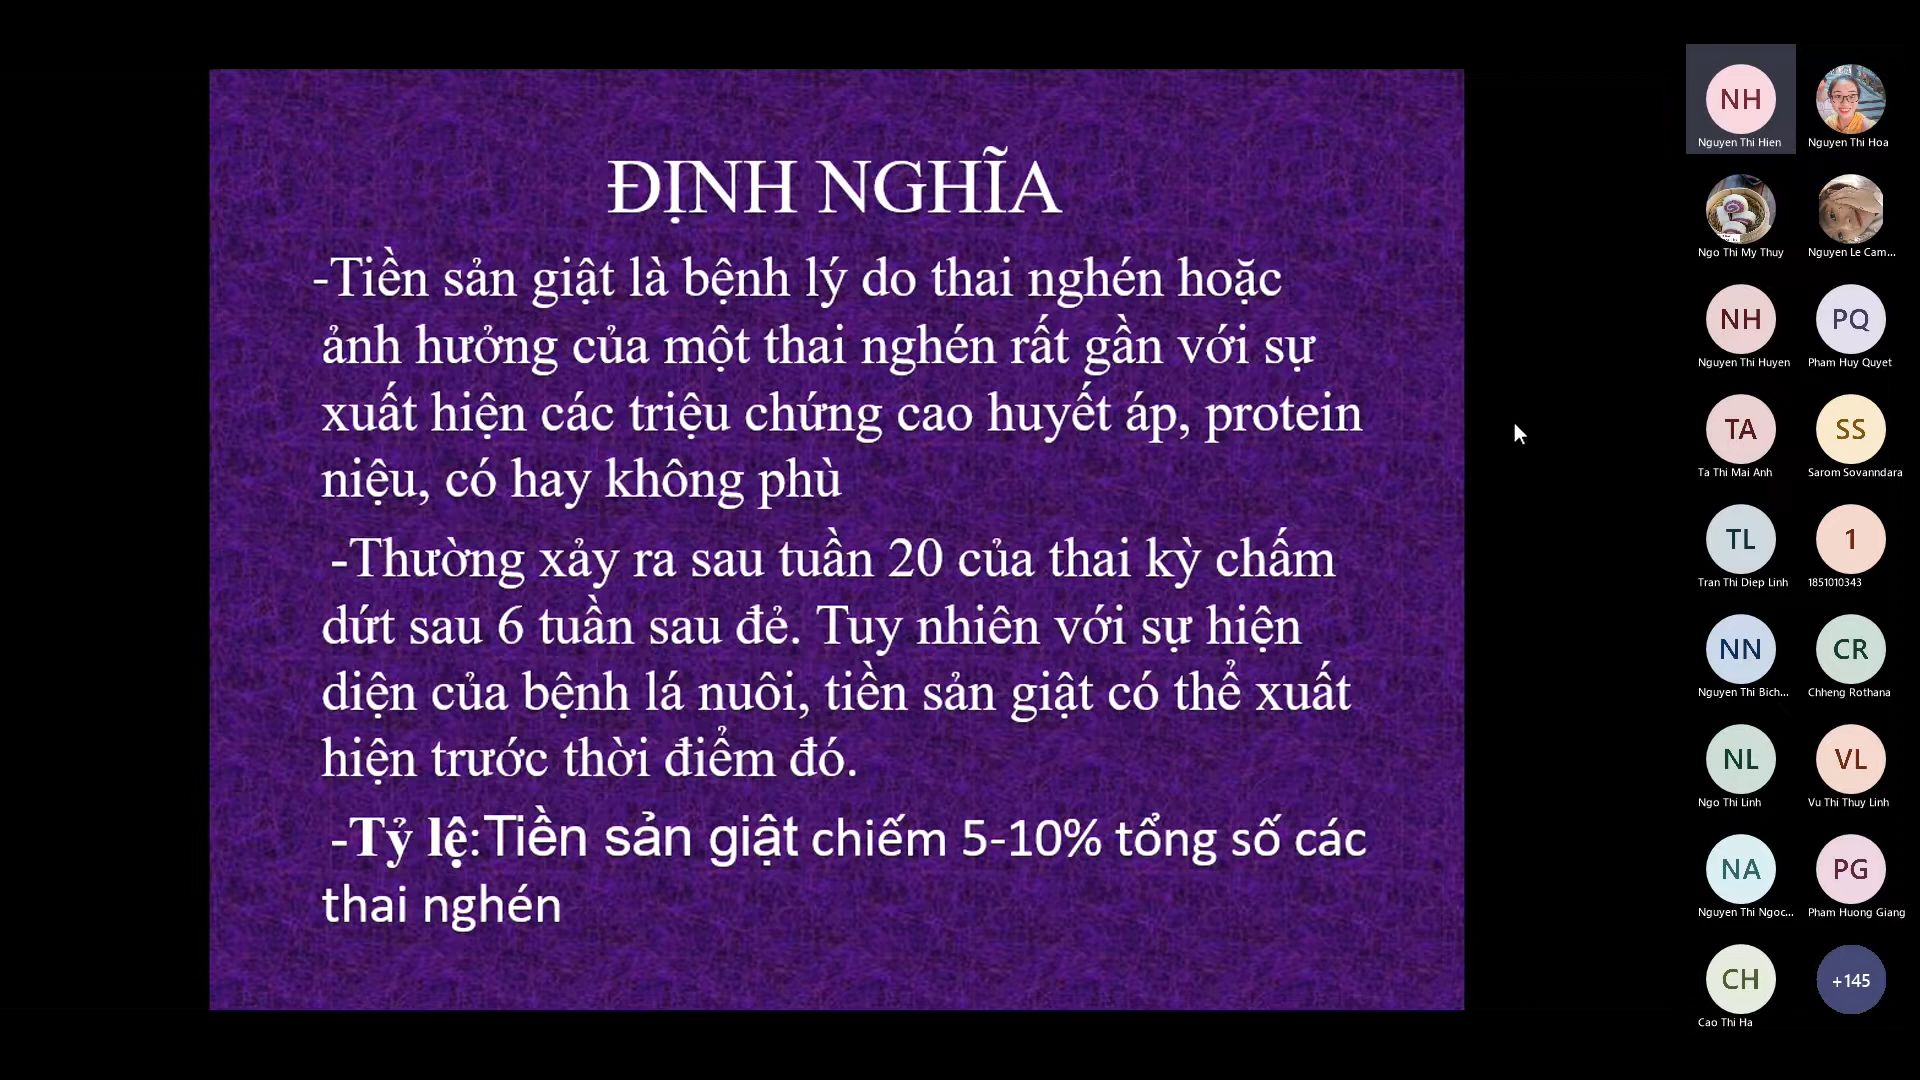 ĐỊNH NGHĨA
-Tiền sản giật là bệnh lý do thai nghén hoặc
ảnh hưởng của một thai nghén rất gần với sự
xuất hiện các triệu chứng cao huyết áp, protein
niệu, có hay không phù
-Thường xảy ra sau tuần 20 của thai kỳ chấm
dứt sau 6 tuần sau đẻ. Tuy nhiên với sự hiện
diện của bệnh lá nuôi, tiền sản giật có thể xuất
hiện trước thời điểm đó.
-Tỷ lệ:Tiền sản giật chiếm 5-10% tổng số các
thai nghén
NH
Nguyen Thi Hien
Nguyen Thi Hoa
Ngo Thi My Thuy
Nguyen Le Cam...
NH
Nguyen Thi Huyen
PQ
Pham Huy Quyet
TA
Ta Thi Mai Anh
SS
Sarom Sovanndara
TL
Tran Thi Diep Linh
1
1851010343
NN
Nguyen Thi Bich...
CR
Chheng Rothana
NL
Ngo Thi Linh
VL
Vu Thi Thuy Linh
NA
Nguyen Thi Ngoc...
PG
Pham Huong Giang
CH
Cao Thi Ha
+145